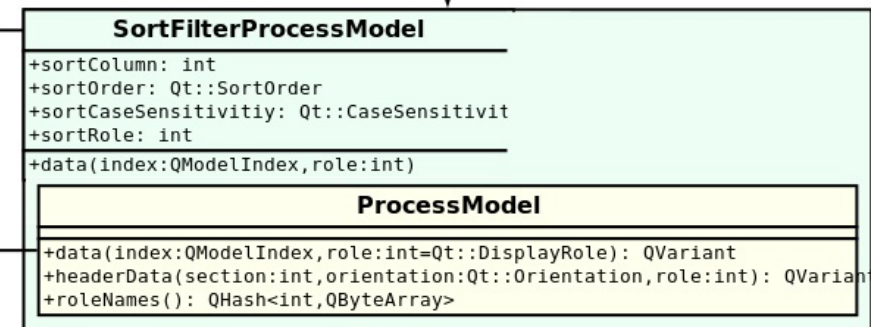 SortFilterProcessModel
+sortColumn: int
+sortOrder: Qt::SortOrder
+sortCaseSensitivitiy: Qt::CaseSensitivit
+sortRole: int
+data(index:QModelIndex,role:int)
ProcessModel
+data(index:QModelIndex,role:int=Qt::DisplayRole): QVariant
+headerData(section:int,orientation:Qt::Orientation,role:int): QVariant
+roleNames(): QHash<int,QByteArray>